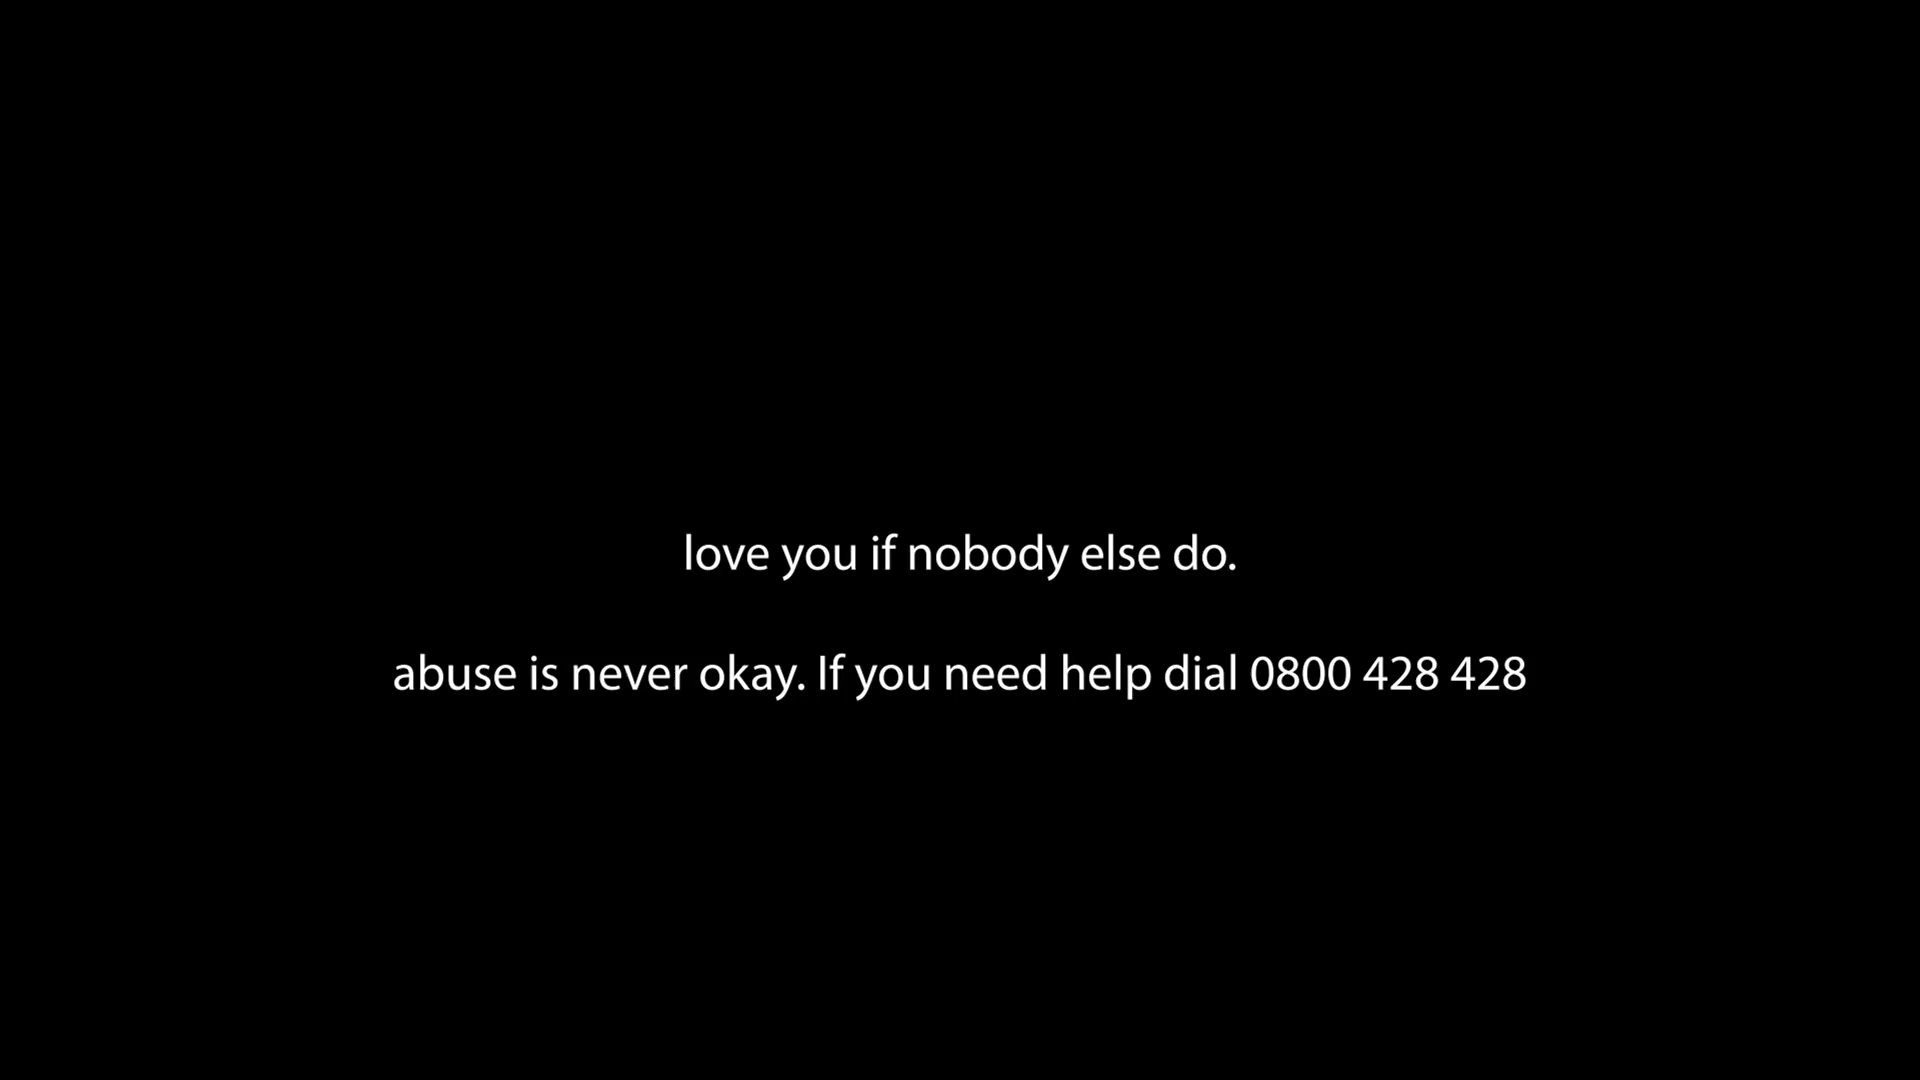 love you if nobody else do.
abuse is never okay. If you need help dial 0800 428 428